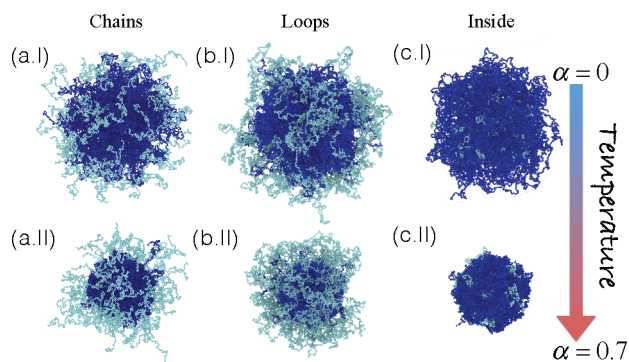 Chains Loops Inside
(a.I) (b.I) (c.I) α = 0
Temperature
(a.II) (b.II) (c.II)
α = 0.7